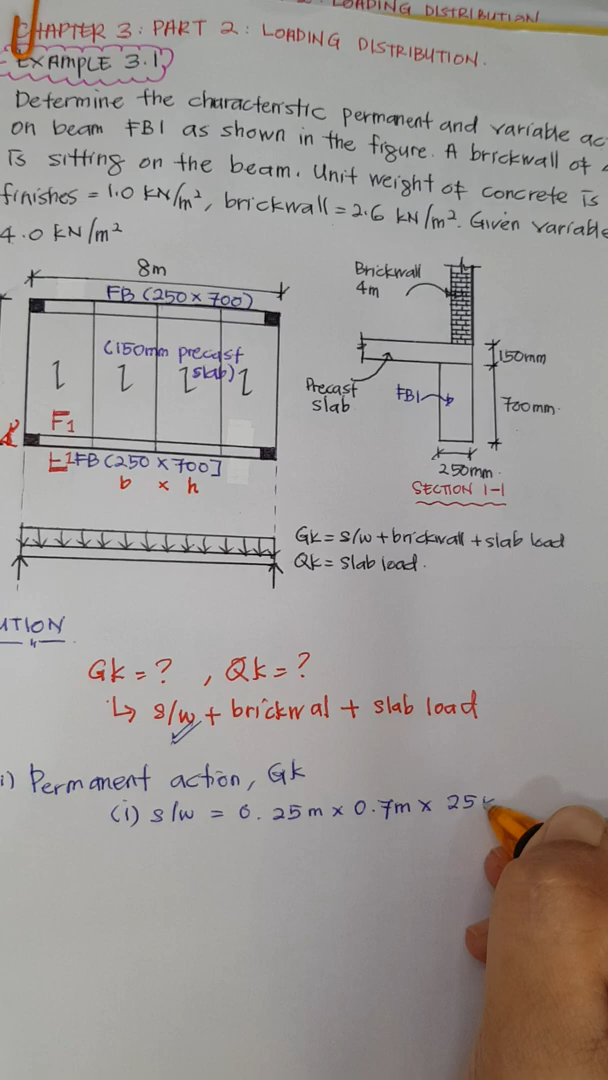 LOADING DISTRIBUTION
CHAPTER 3: PART 2: LOADING DISTRIBUTION.
EXAMPLE 3.1
Determine the characteristic permanent and variable
on beam FB1 as shown in the figure. A brickwall of
is sitting on the beam. Unit weight of concrete is
finishes = 1.0 kN/m², brickwall = 2.6 kN/m². Given variable
4.0 kN/m²
8m
FB (250 x 700)
(150mm precast
slab)
F1
FB (250 x 700]
b x h
Brickwall
4m
Precast
slab
FB1
150mm
700mm.
250mm.
SECTION 1-1
Gk = s/w + brickwall + slab load
Qk = slab load.
Gk = ? , Qk = ?
↳ s/w + brickwal + slab load
i) Permanent action, Gk
(i) s/w = 0.25m x 0.7m x 25